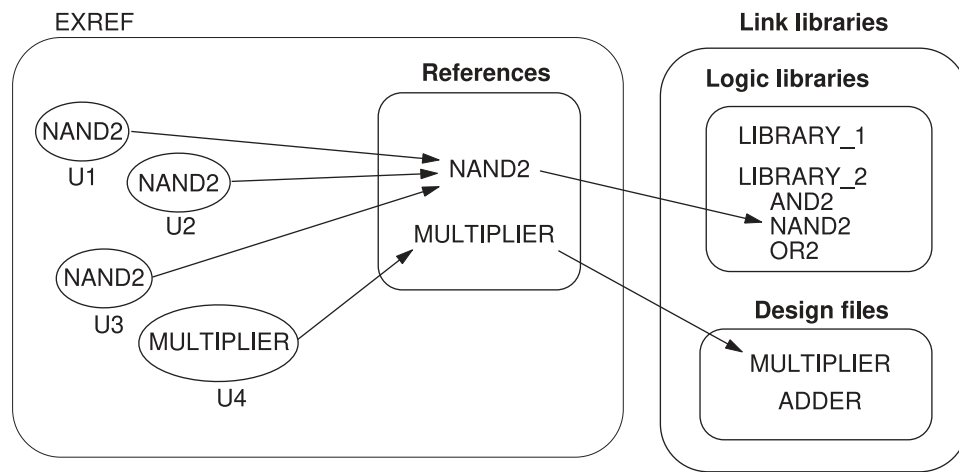 EXREF
Link libraries
References
Logic libraries
NAND2
U1
NAND2
U2
NAND2
U3
MULTIPLIER
U4
NAND2
MULTIPLIER
LIBRARY_1
LIBRARY_2
AND2
NAND2
OR2
Design files
MULTIPLIER
ADDER